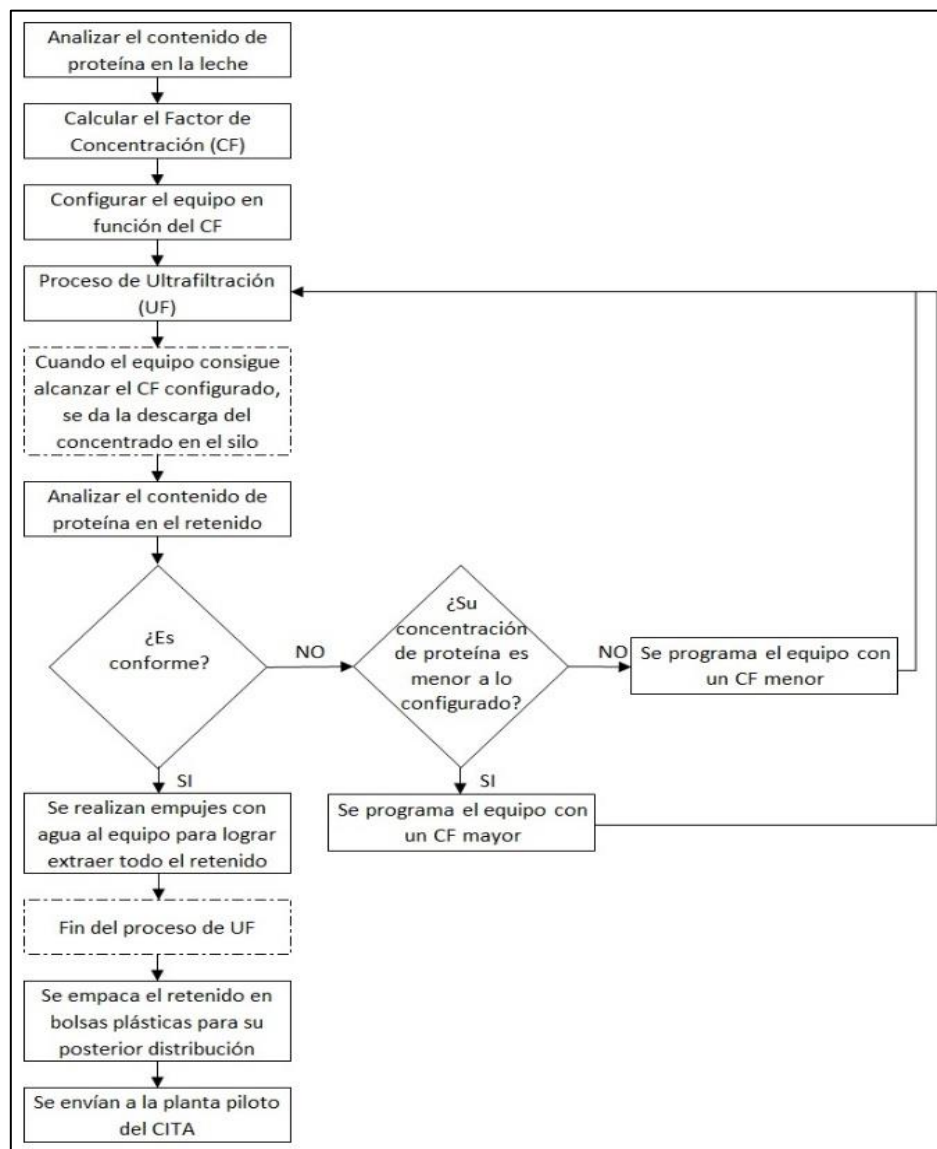 Analizar el contenido de
proteína en la leche
Calcular el Factor de
Concentración (CF)
Configurar el equipo en
función del CF
Proceso de Ultrafiltración
(UF)
Cuando el equipo consigue
alcanzar el CF configurado,
se da la descarga del
concentrado en el silo
Analizar el contenido de
proteína en el retenido
¿Es
conforme?
NO
¿Su
concentración
de proteína es
menor a lo
configurado?
NO
Se programa el equipo con
un CF menor
SI
Se programa el equipo con
un CF mayor
SI
Se realizan empujes con
agua al equipo para lograr
extraer todo el retenido
Fin del proceso de UF
Se empaca el retenido en
bolsas plásticas para su
posterior distribución
Se envían a la planta piloto
del CITA